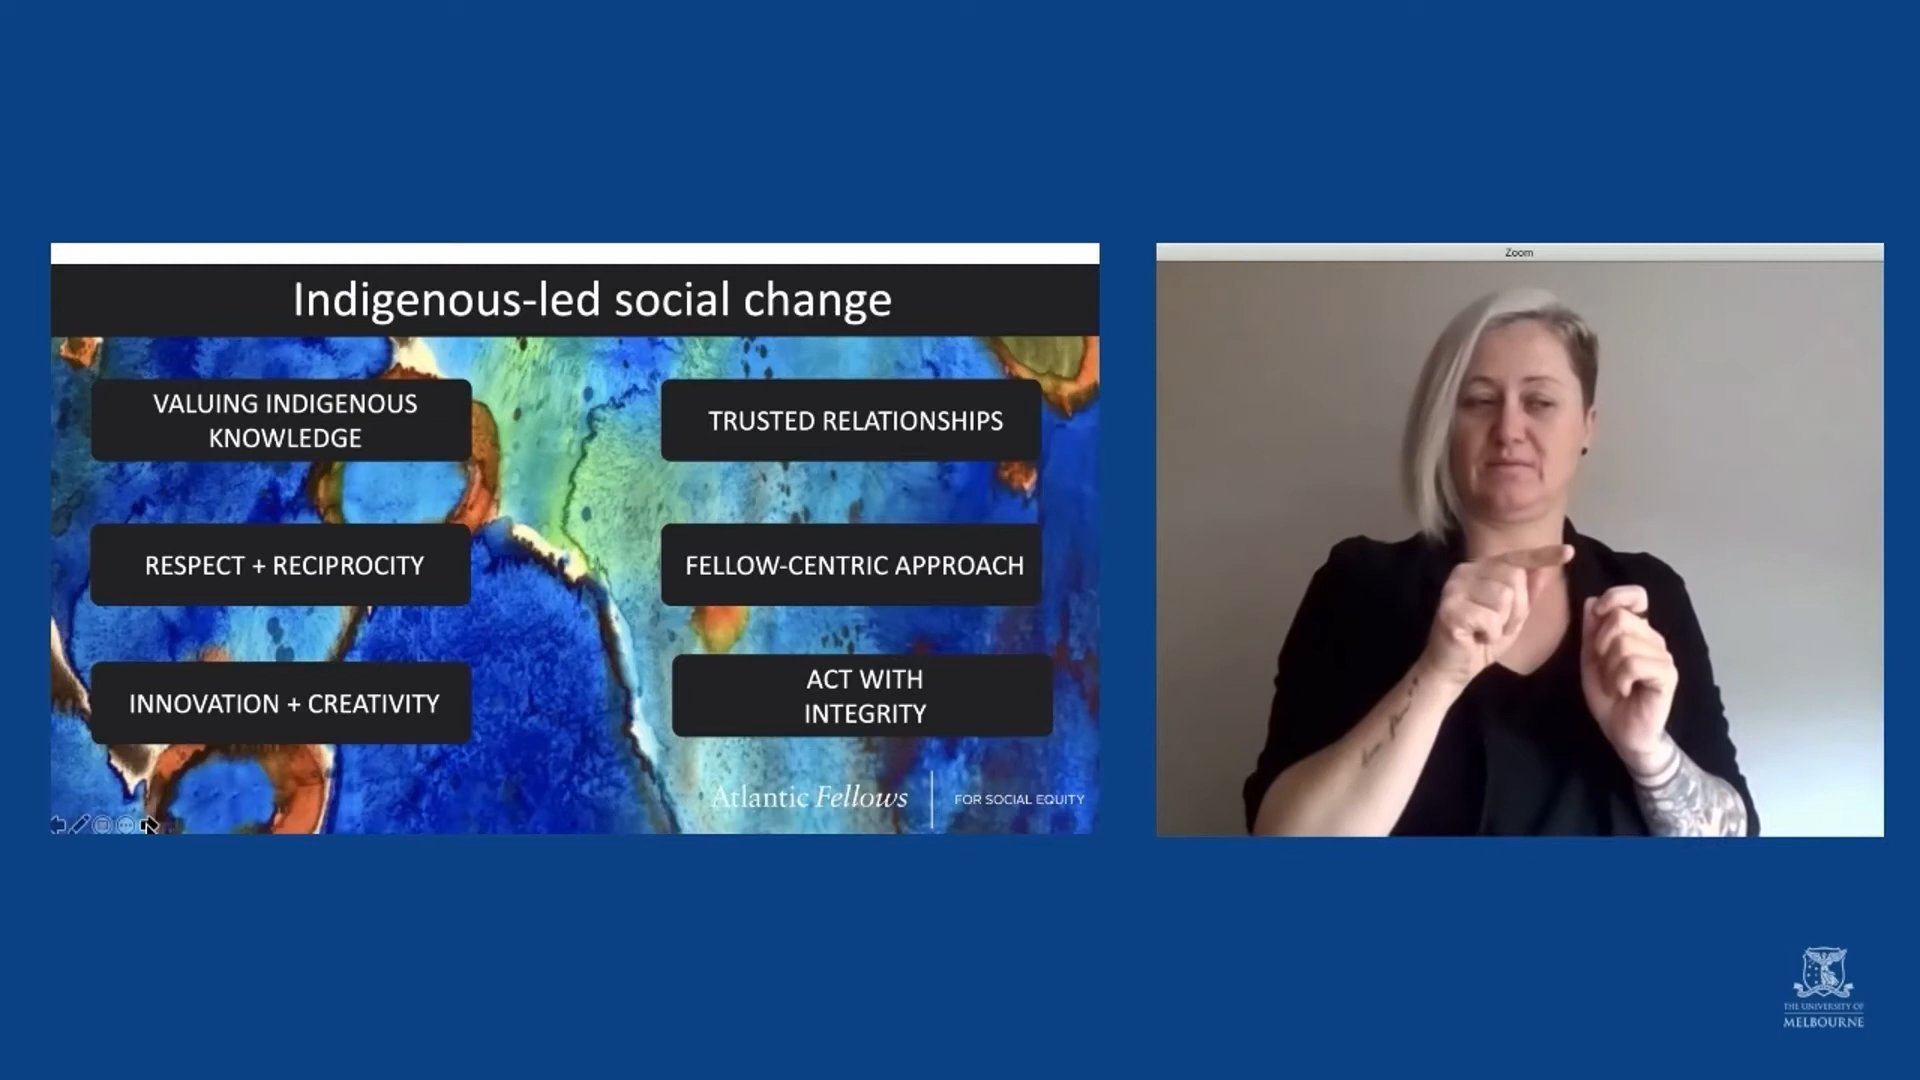 Indigenous-led social change
VALUING INDIGENOUS
KNOWLEDGE
TRUSTED RELATIONSHIPS
RESPECT + RECIPROCITY
FELLOW-CENTRIC APPROACH
INNOVATION + CREATIVITY
ACT WITH
INTEGRITY
Atlantic Fellows
FOR SOCIAL EQUITY
Zoom
THE UNIVERSITY OF
MELBOURNE